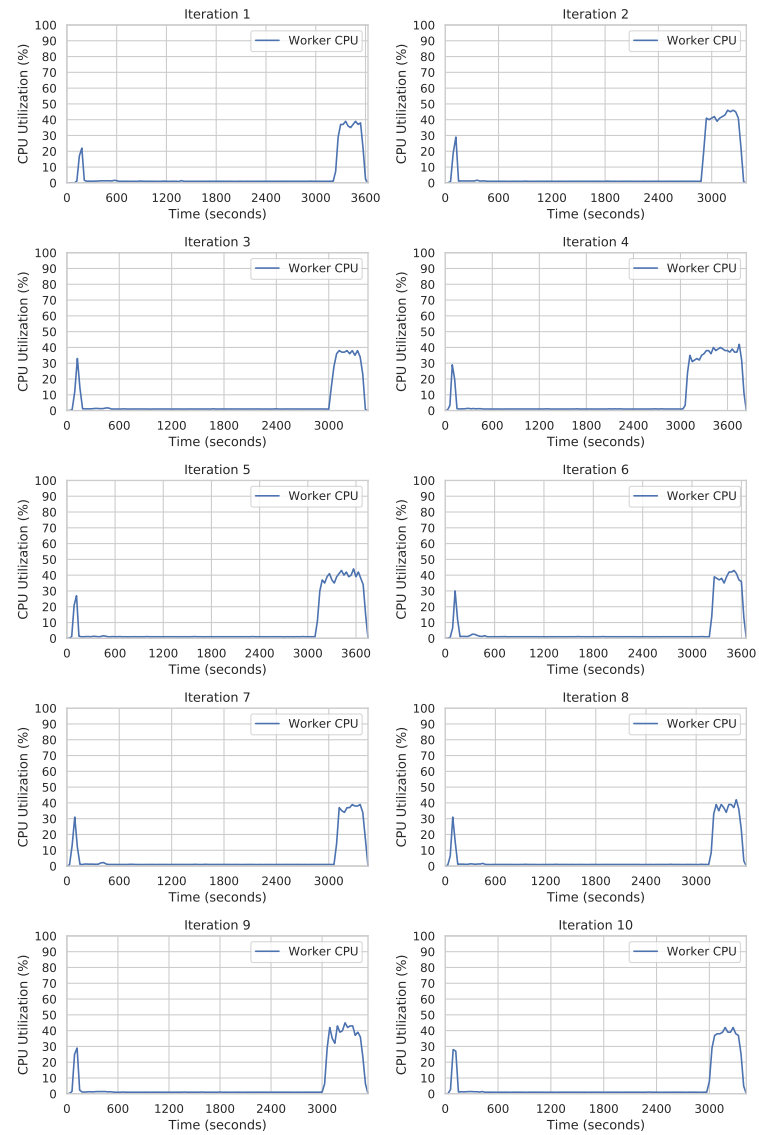 Iteration 1
Worker CPU
CPU Utilization (%)
100
90
80
70
60
50
40
30
20
10
0
0 600 1200 1800 2400 3000 3600
Time (seconds)
Iteration 2
Worker CPU
CPU Utilization (%)
100
90
80
70
60
50
40
30
20
10
0
0 600 1200 1800 2400 3000
Time (seconds)
Iteration 3
Worker CPU
CPU Utilization (%)
100
90
80
70
60
50
40
30
20
10
0
0 600 1200 1800 2400 3000
Time (seconds)
Iteration 4
Worker CPU
CPU Utilization (%)
100
90
80
70
60
50
40
30
20
10
0
0 600 1200 1800 2400 3000 3600
Time (seconds)
Iteration 5
Worker CPU
CPU Utilization (%)
100
90
80
70
60
50
40
30
20
10
0
0 600 1200 1800 2400 3000 3600
Time (seconds)
Iteration 6
Worker CPU
CPU Utilization (%)
100
90
80
70
60
50
40
30
20
10
0
0 600 1200 1800 2400 3000 3600
Time (seconds)
Iteration 7
Worker CPU
CPU Utilization (%)
100
90
80
70
60
50
40
30
20
10
0
0 600 1200 1800 2400 3000
Time (seconds)
Iteration 8
Worker CPU
CPU Utilization (%)
100
90
80
70
60
50
40
30
20
10
0
0 600 1200 1800 2400 3000 3600
Time (seconds)
Iteration 9
Worker CPU
CPU Utilization (%)
100
90
80
70
60
50
40
30
20
10
0
0 600 1200 1800 2400 3000
Time (seconds)
Iteration 10
Worker CPU
CPU Utilization (%)
100
90
80
70
60
50
40
30
20
10
0
0 600 1200 1800 2400 3000
Time (seconds)